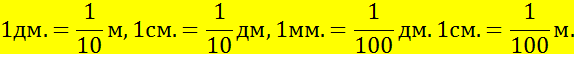 1дм. = 1/10 м, 1см. = 1/10 дм, 1мм. = 1/100 дм. 1см. = 1/100 м.